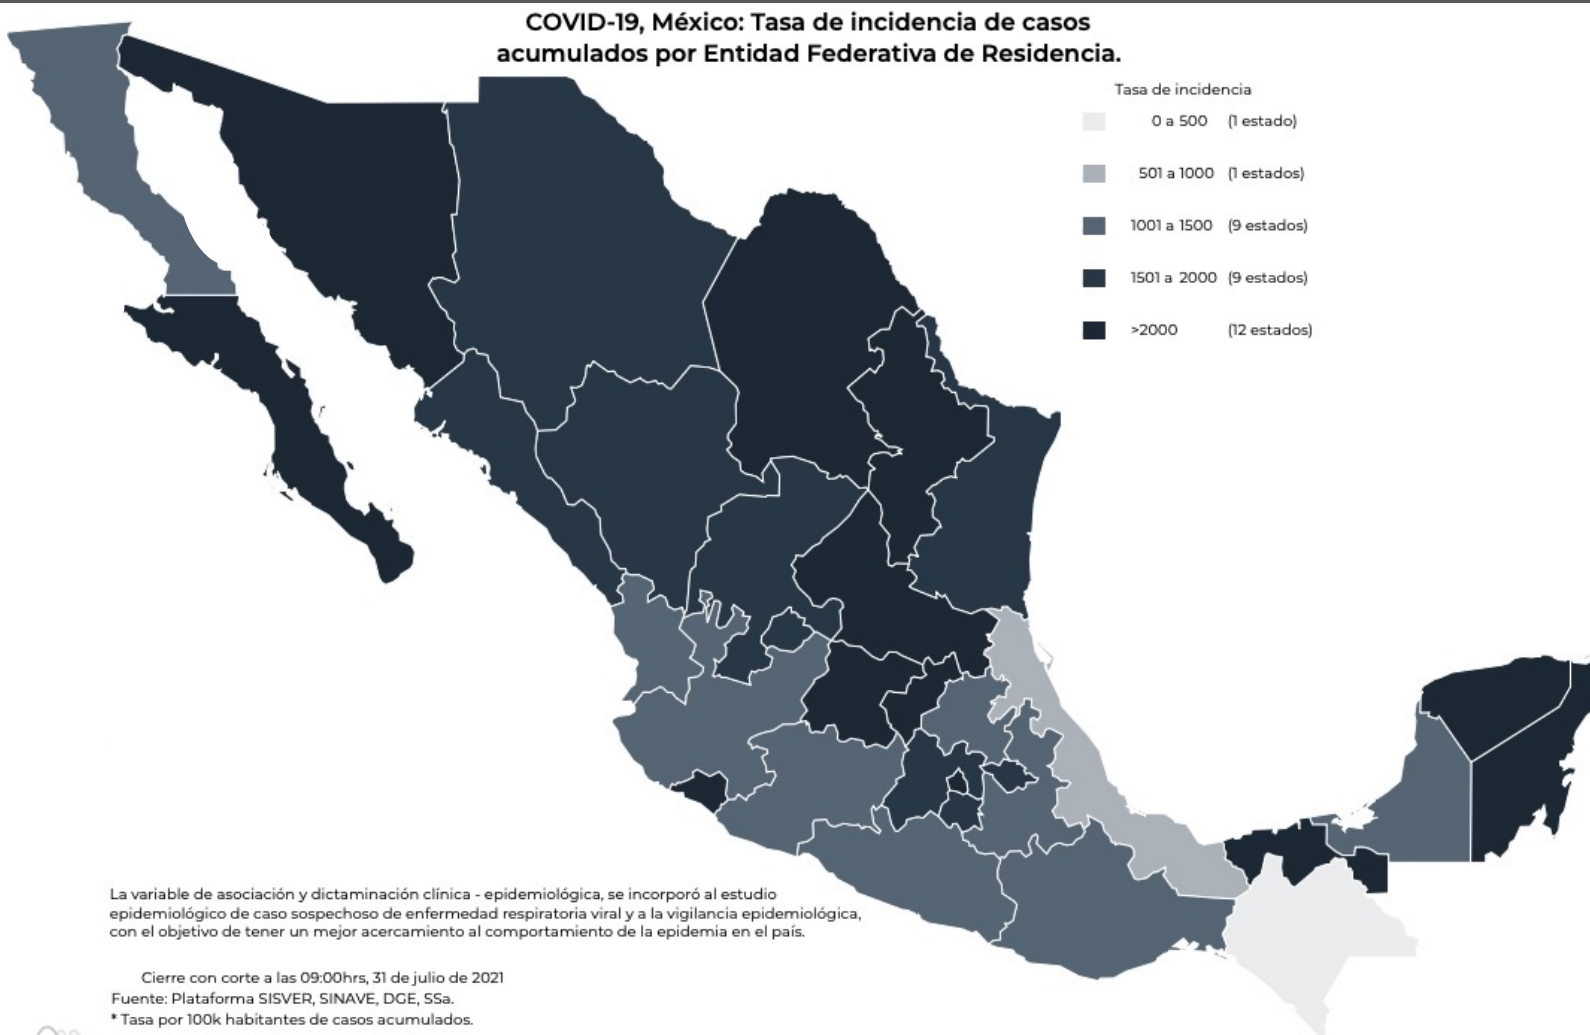 COVID-19, México: Tasa de incidencia de casos
acumulados por Entidad Federativa de Residencia.
Tasa de incidencia
0 a 500 (1 estado)
501 a 1000 (1 estados)
1001 a 1500 (9 estados)
1501 a 2000 (9 estados)
>2000 (12 estados)
La variable de asociación y dictaminación clínica - epidemiológica, se incorporó al estudio
epidemiológico de caso sospechoso de enfermedad respiratoria viral y a la vigilancia epidemiológica,
con el objetivo de tener un mejor acercamiento al comportamiento de la epidemia en el país.
Cierre con corte a las 09:00hrs, 31 de julio de 2021
Fuente: Plataforma SISVER, SINAVE, DGE, SSa.
* Tasa por 100k habitantes de casos acumulados.